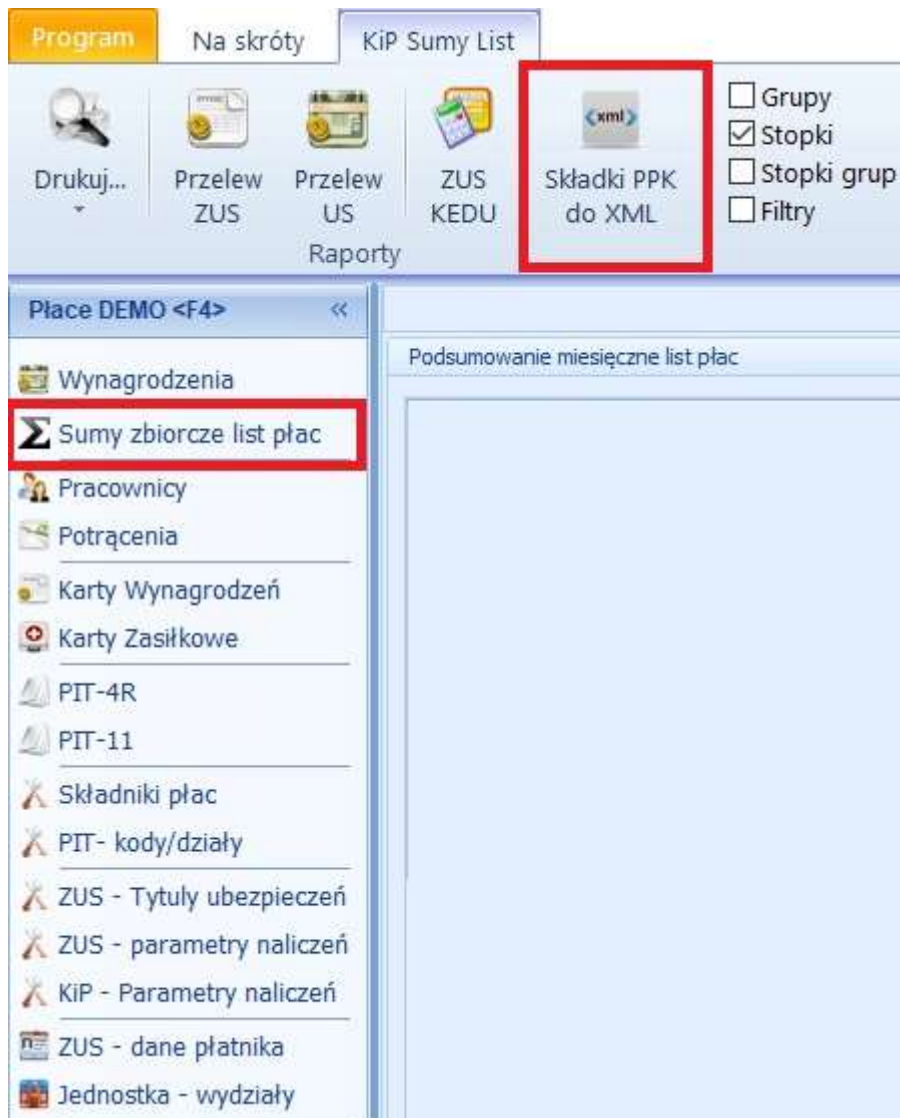 Program Na skróty KiP Sumy List
Drukuj...
Przelew ZUS
Przelew US
ZUS KEDU
<xml>
Składki PPK do XML
Grupy
Stopki
Stopki grup
Filtry
Raporty
Płace DEMO <F4> «
Podsumowanie miesięczne list płac
Wynagrodzenia
Σ Sumy zbiorcze list płac
Pracownicy
Potrącenia
Karty Wynagrodzeń
Karty Zasiłkowe
PIT-4R
PIT-11
Składniki płac
PIT- kody/działy
ZUS - Tytuly ubezpieczeń
ZUS - parametry naliczeń
KiP - Parametry naliczeń
ZUS - dane płatnika
Jednostka - wydziały